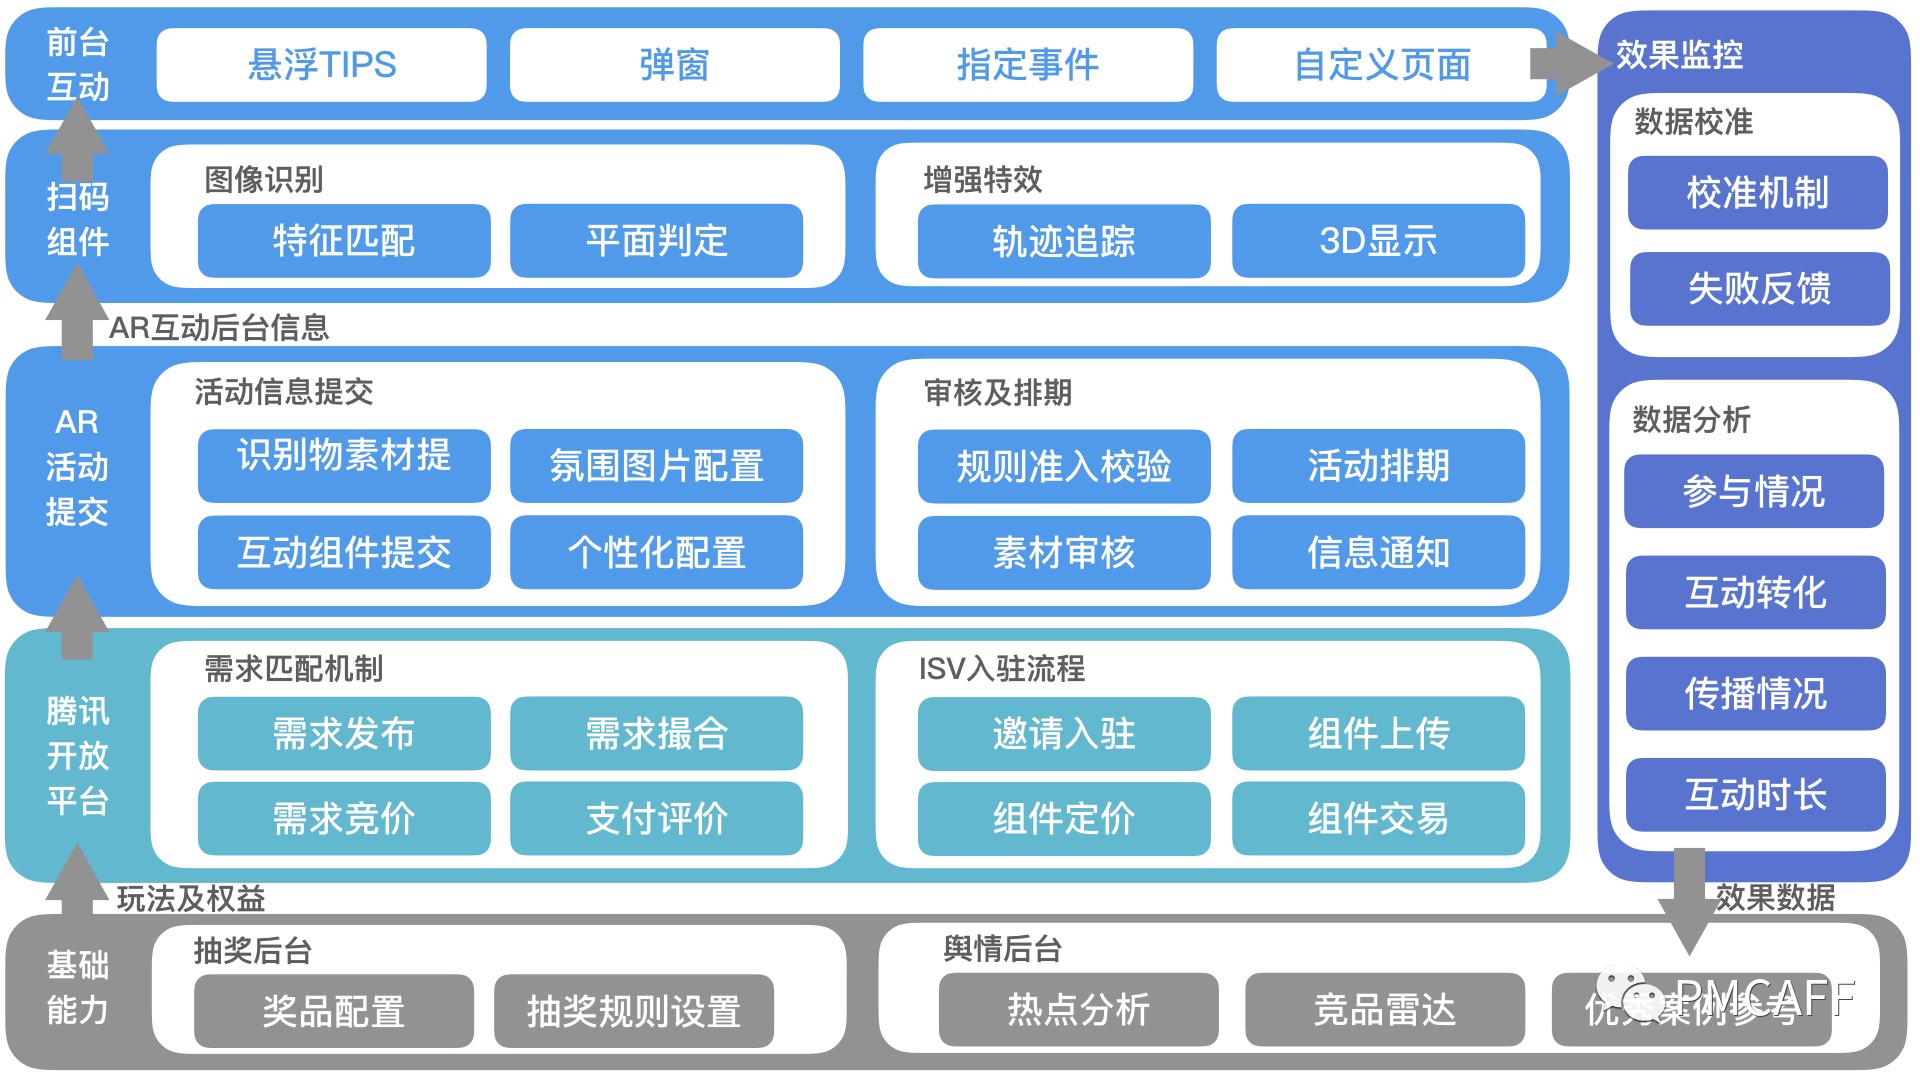 前台
互动
悬浮TIPS
弹窗
指定事件
自定义页面
扫码
组件
图像识别
特征匹配
平面判定
增强特效
轨迹追踪
3D显示
AR互动后台信息
AR
活动
提交
活动信息提交
识别物素材提
氛围图片配置
互动组件提交
个性化配置
审核及排期
规则准入校验
活动排期
素材审核
信息通知
腾讯
开放
平台
需求匹配机制
需求发布
需求撮合
需求竞价
支付评价
ISV入驻流程
邀请入驻
组件上传
组件定价
组件交易
玩法及权益
基础
能力
抽奖后台
奖品配置
抽奖规则设置
舆情后台
热点分析
竞品雷达
优秀案例参考
效果监控
数据校准
校准机制
失败反馈
数据分析
参与情况
互动转化
传播情况
互动时长
效果数据
PMCAFF